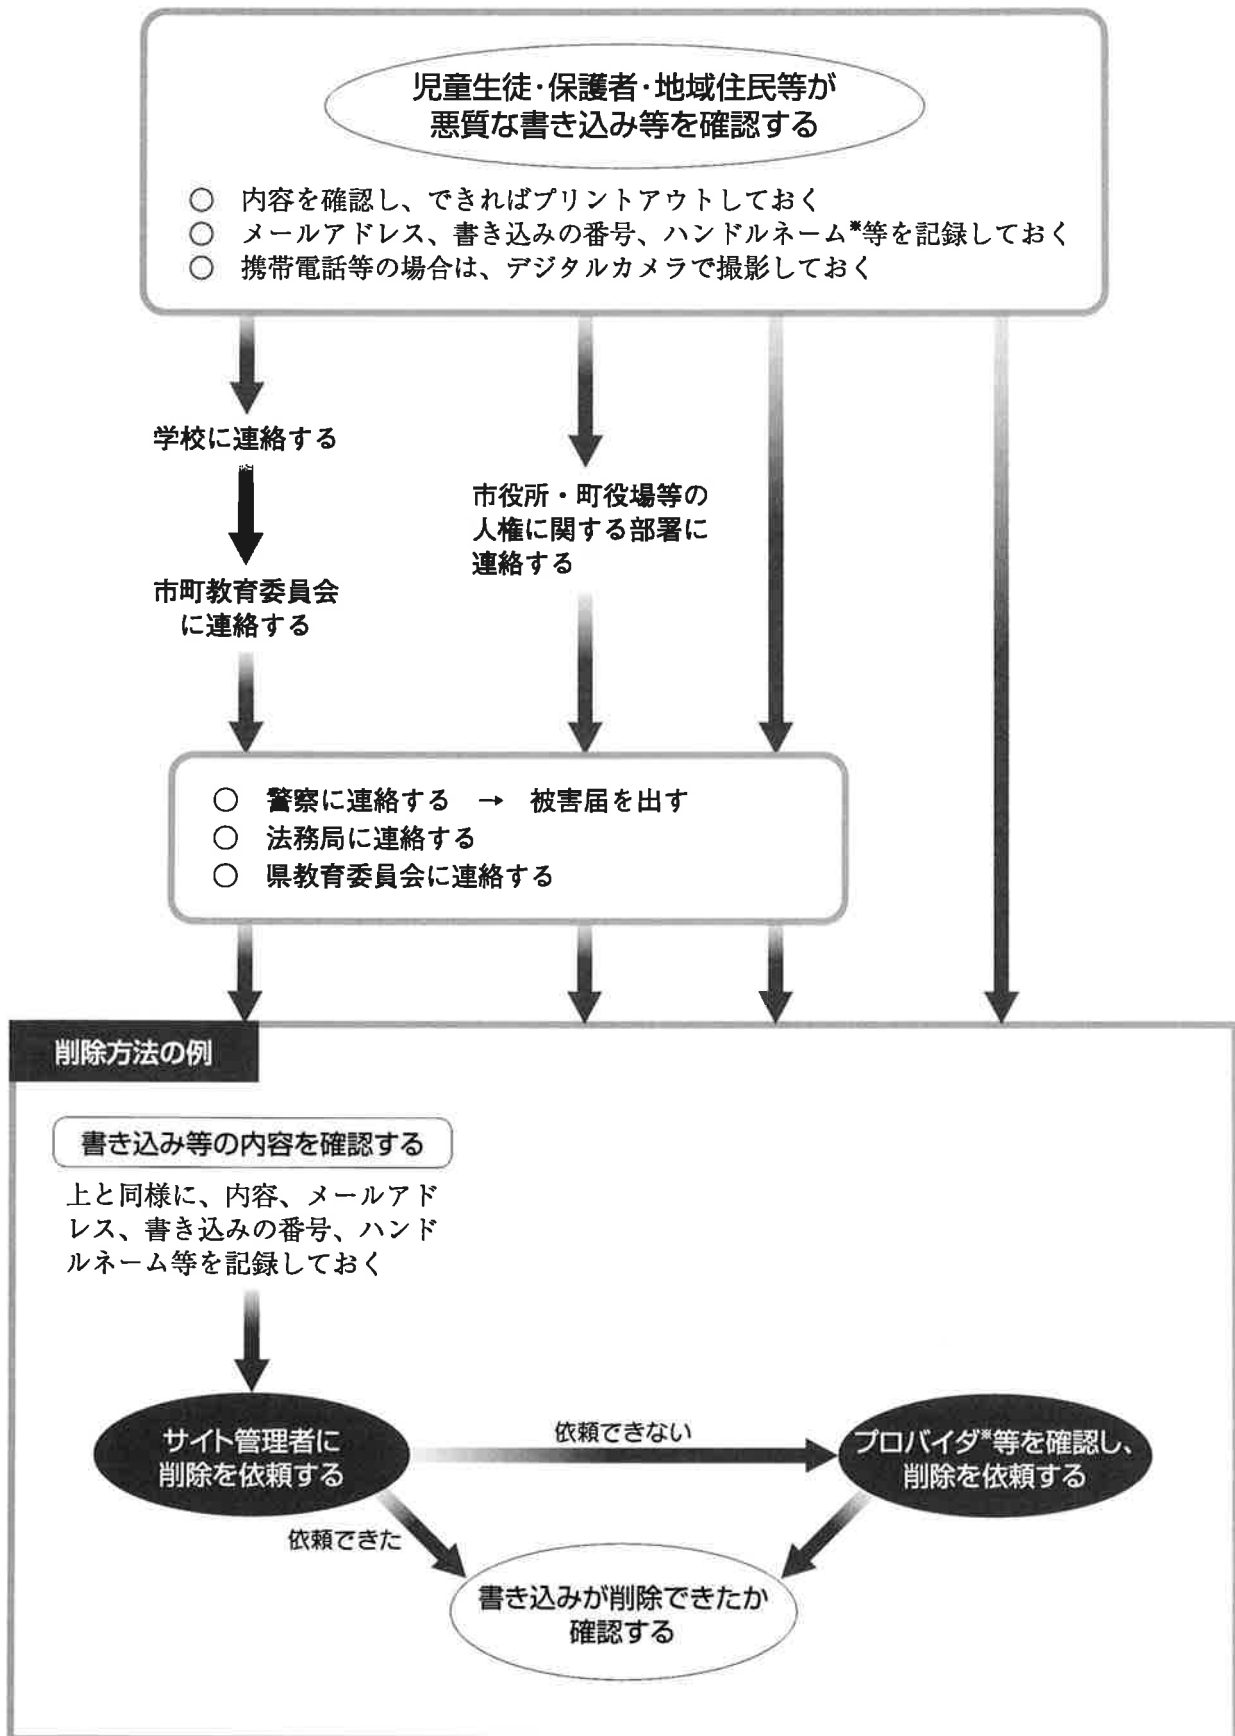 児童生徒・保護者・地域住民等が
悪質な書き込み等を確認する
○ 内容を確認し、できればプリントアウトしておく
○ メールアドレス、書き込みの番号、ハンドルネーム※等を記録しておく
○ 携帯電話等の場合は、デジタルカメラで撮影しておく
学校に連絡する
市町教育委員会
に連絡する
市役所・町役場等の
人権に関する部署に
連絡する
○ 警察に連絡する → 被害届を出す
○ 法務局に連絡する
○ 県教育委員会に連絡する
削除方法の例
書き込み等の内容を確認する
上と同様に、内容、メールアド
レス、書き込みの番号、ハンド
ルネーム等を記録しておく
サイト管理者に
削除を依頼する
依頼できない
プロバイダ※等を確認し、
削除を依頼する
依頼できた
書き込みが削除できたか
確認する